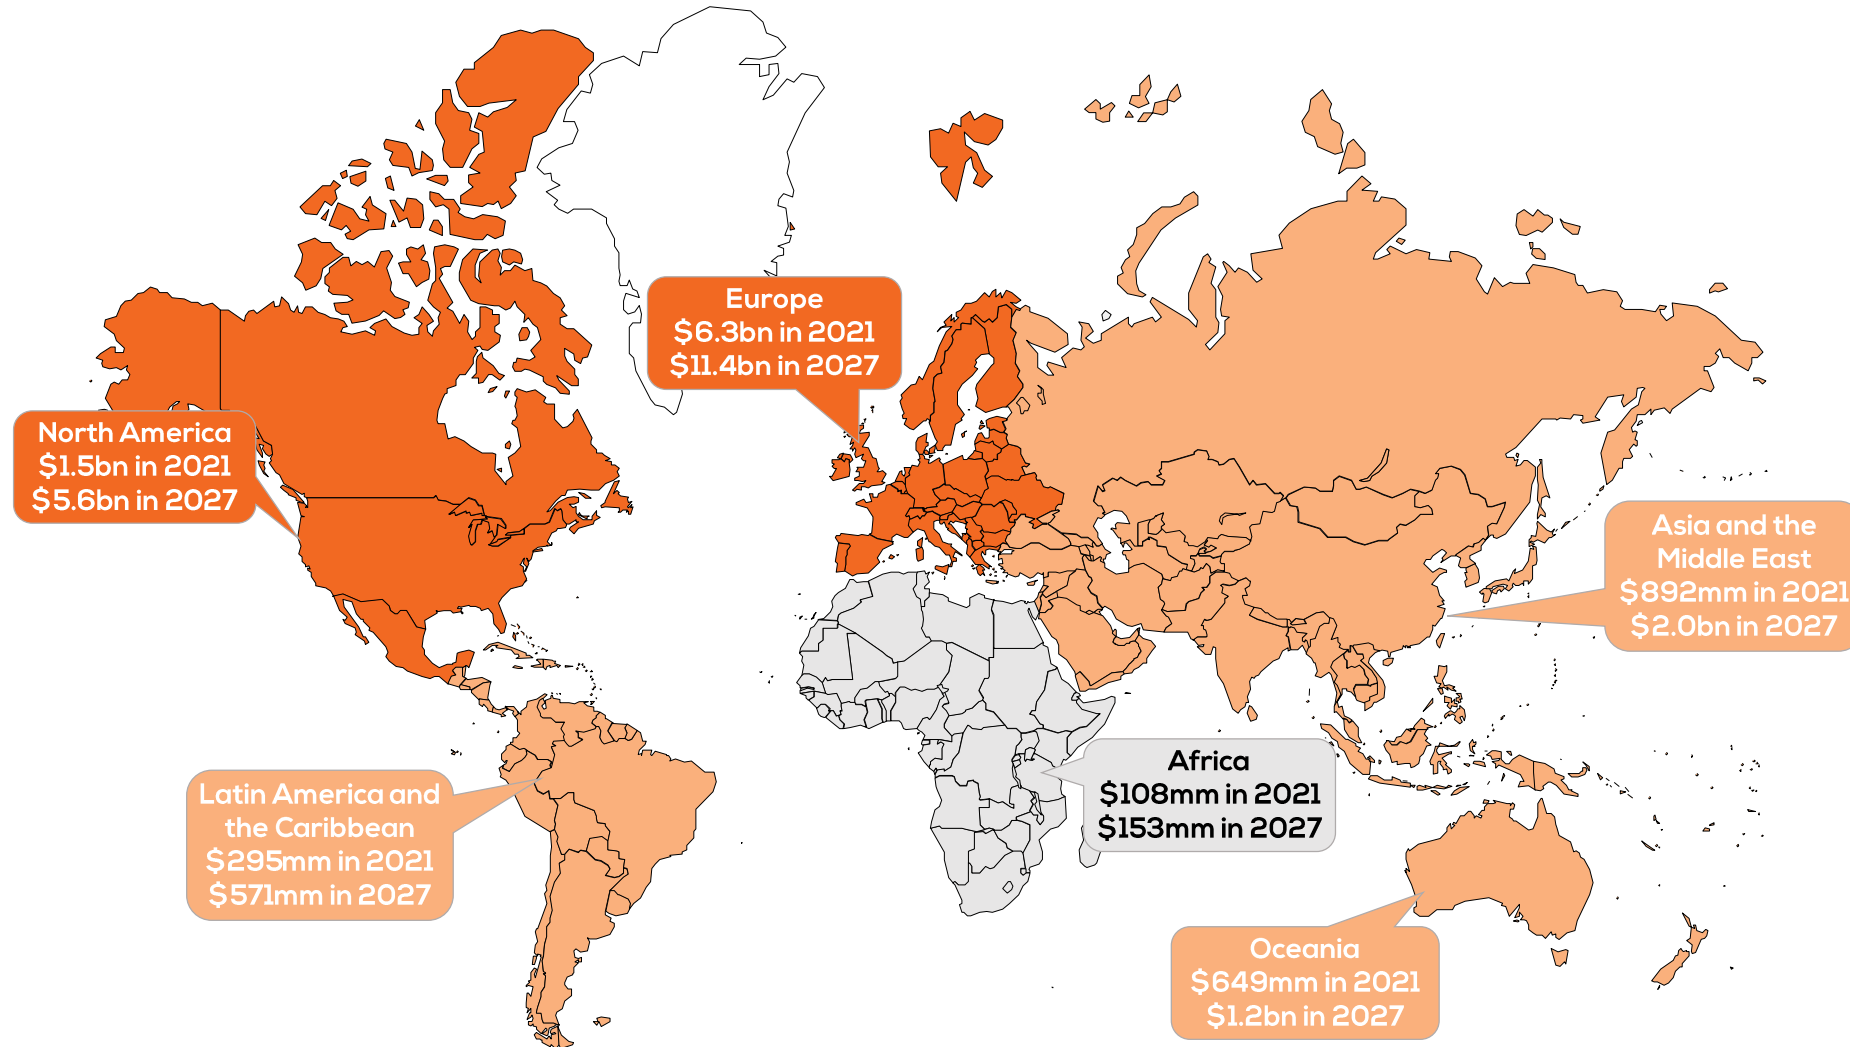 Europe
$6.3bn in 2021
$11.4bn in 2027
North America
$1.5bn in 2021
$5.6bn in 2027
Asia and the
Middle East
$892mm in 2021
$2.0bn in 2027
Africa
$108mm in 2021
$153mm in 2027
Latin America and
the Caribbean
$295mm in 2021
$571mm in 2027
Oceania
$649mm in 2021
$1.2bn in 2027